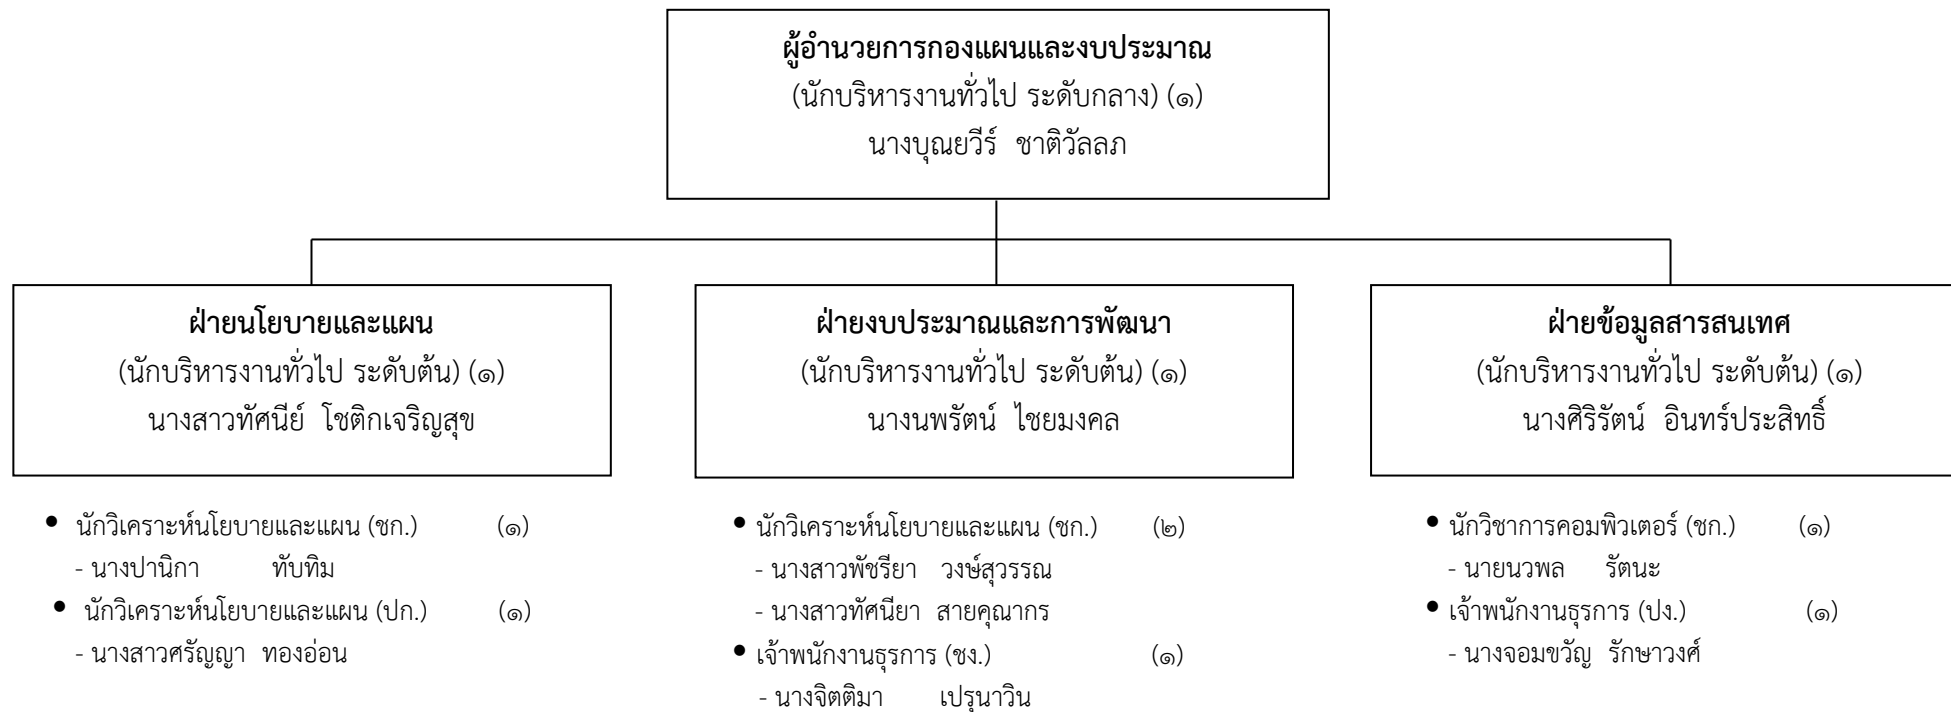 ผู้อำนวยการกองแผนและงบประมาณ
(นักบริหารงานทั่วไป ระดับกลาง) (๑)
นางบุณยวีร์ ชาติวัลลภ
ฝ่ายนโยบายและแผน
(นักบริหารงานทั่วไป ระดับต้น) (๑)
นางสาวทัศนีย์ โชติกเจริญสุข
• นักวิเคราะห์นโยบายและแผน (ชก.) (๑)
- นางปานิกา ทับทิม
• นักวิเคราะห์นโยบายและแผน (ปก.) (๑)
- นางสาวศรัญญา ทองอ่อน
ฝ่ายงบประมาณและการพัฒนา
(นักบริหารงานทั่วไป ระดับต้น) (๑)
นางนพรัตน์ ไชยมงคล
• นักวิเคราะห์นโยบายและแผน (ชก.) (๒)
- นางสาวพัชรียา วงษ์สุวรรณ
- นางสาวทัศนียา สายคุณากร
• เจ้าพนักงานธุรการ (ชง.) (๑)
- นางจิตติมา เปรุนาวิน
ฝ่ายข้อมูลสารสนเทศ
(นักบริหารงานทั่วไป ระดับต้น) (๑)
นางศิริรัตน์ อินทร์ประสิทธิ์
• นักวิชาการคอมพิวเตอร์ (ชก.) (๑)
- นายนวพล รัตนะ
• เจ้าพนักงานธุรการ (ปง.) (๑)
- นางจอมขวัญ รักษาวงศ์